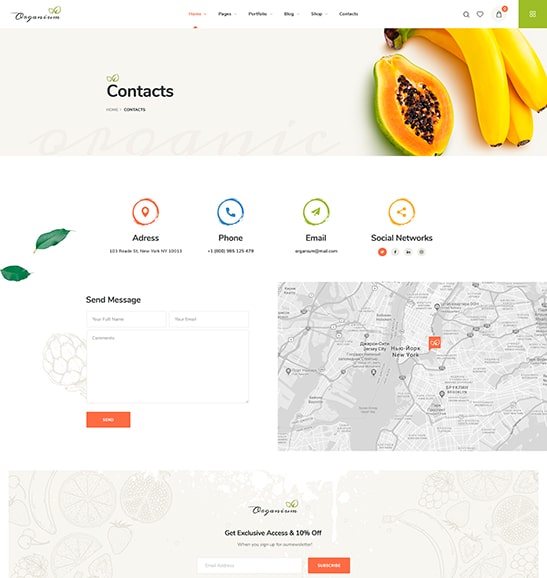 Organium
Home Pages Portfolio Blog Shop Contacts
0
organic
Contacts
HOME CONTACTS
Adress
Phone
Email
Social Networks
103 Roade St, New York NY 10013
+1 (800) 985 125 479
organium@mail.com
Send Message
Your Full Name
Your Email
Comments
SEND
Джерси-Сити
Jersey City
Нью-Йорк
New York
БРУКЛИН
BROOKLYN
Organium
Get Exclusive Access & 10% Off
When you sign up for ournewsletter!
Email Address
SUBSCRIBE